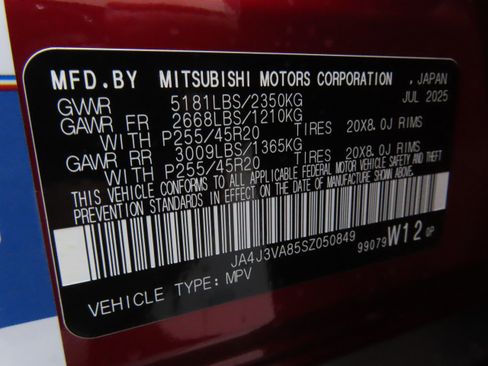 MFD.BY MITSUBISHI MOTORS CORPORATION , JAPAN
GVWR 5181LBS/2350KG JUL 2025
GAWR FR 2668LBS/1210KG
WITH P255/45R20 TIRES 20X8.0J RIMS
GAWR RR 3009LBS/1365KG
WITH P255/45R20 TIRES 20X8.0J RIMS
THIS VEHICLE CONFORMS TO ALL APPLICABLE FEDERAL MOTOR VEHICLE SAFETY AND THEFT
PREVENTION STANDARDS IN EFFECT ON THE DATE OF MANUFACTURE SHOWN ABOVE.
JA4J3VA85SZ050849
99079 W12 0P
VEHICLE TYPE: MPV